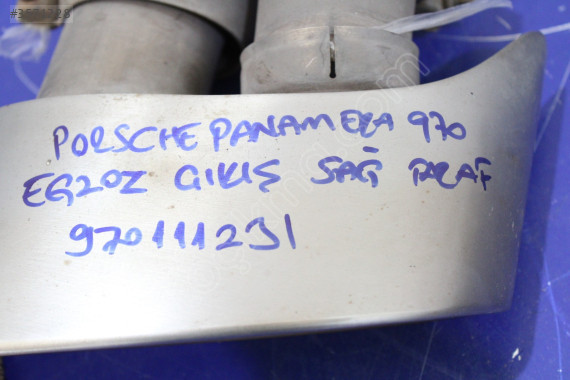 PORSCHE PANAMERA 970
EGZOZ ÇIKIŞ SAĞ TARAF
970111231